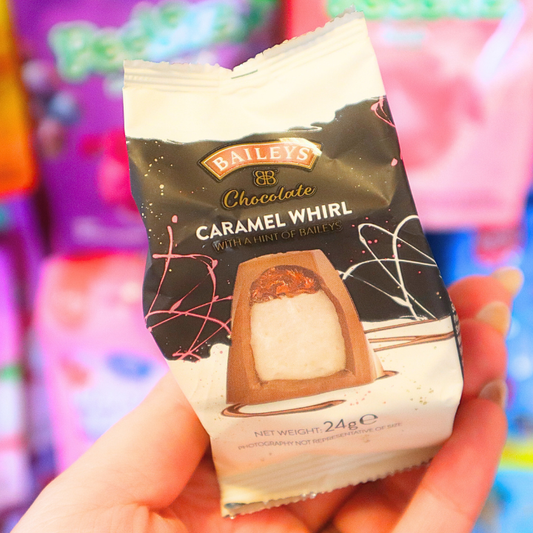 BAILEYS
Chocolate
CARAMEL WHIRL
WITH A HINT OF BAILEYS
NET WEIGHT: 24g e
PHOTOGRAPHY NOT REPRESENTATIVE OF SIZE